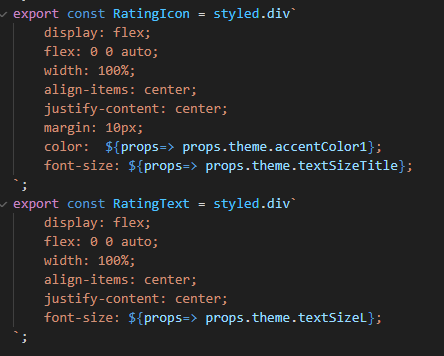 export const RatingIcon = styled.div`
    display: flex;
    flex: 0 0 auto;
    width: 100%;
    align-items: center;
    justify-content: center;
    margin: 10px;
    color:  ${props=> props.theme.accentColor1};
    font-size: ${props=> props.theme.textSizeTitle};
`;
export const RatingText = styled.div`
    display: flex;
    flex: 0 0 auto;
    width: 100%;
    align-items: center;
    justify-content: center;
    font-size: ${props=> props.theme.textSizeL};
`;